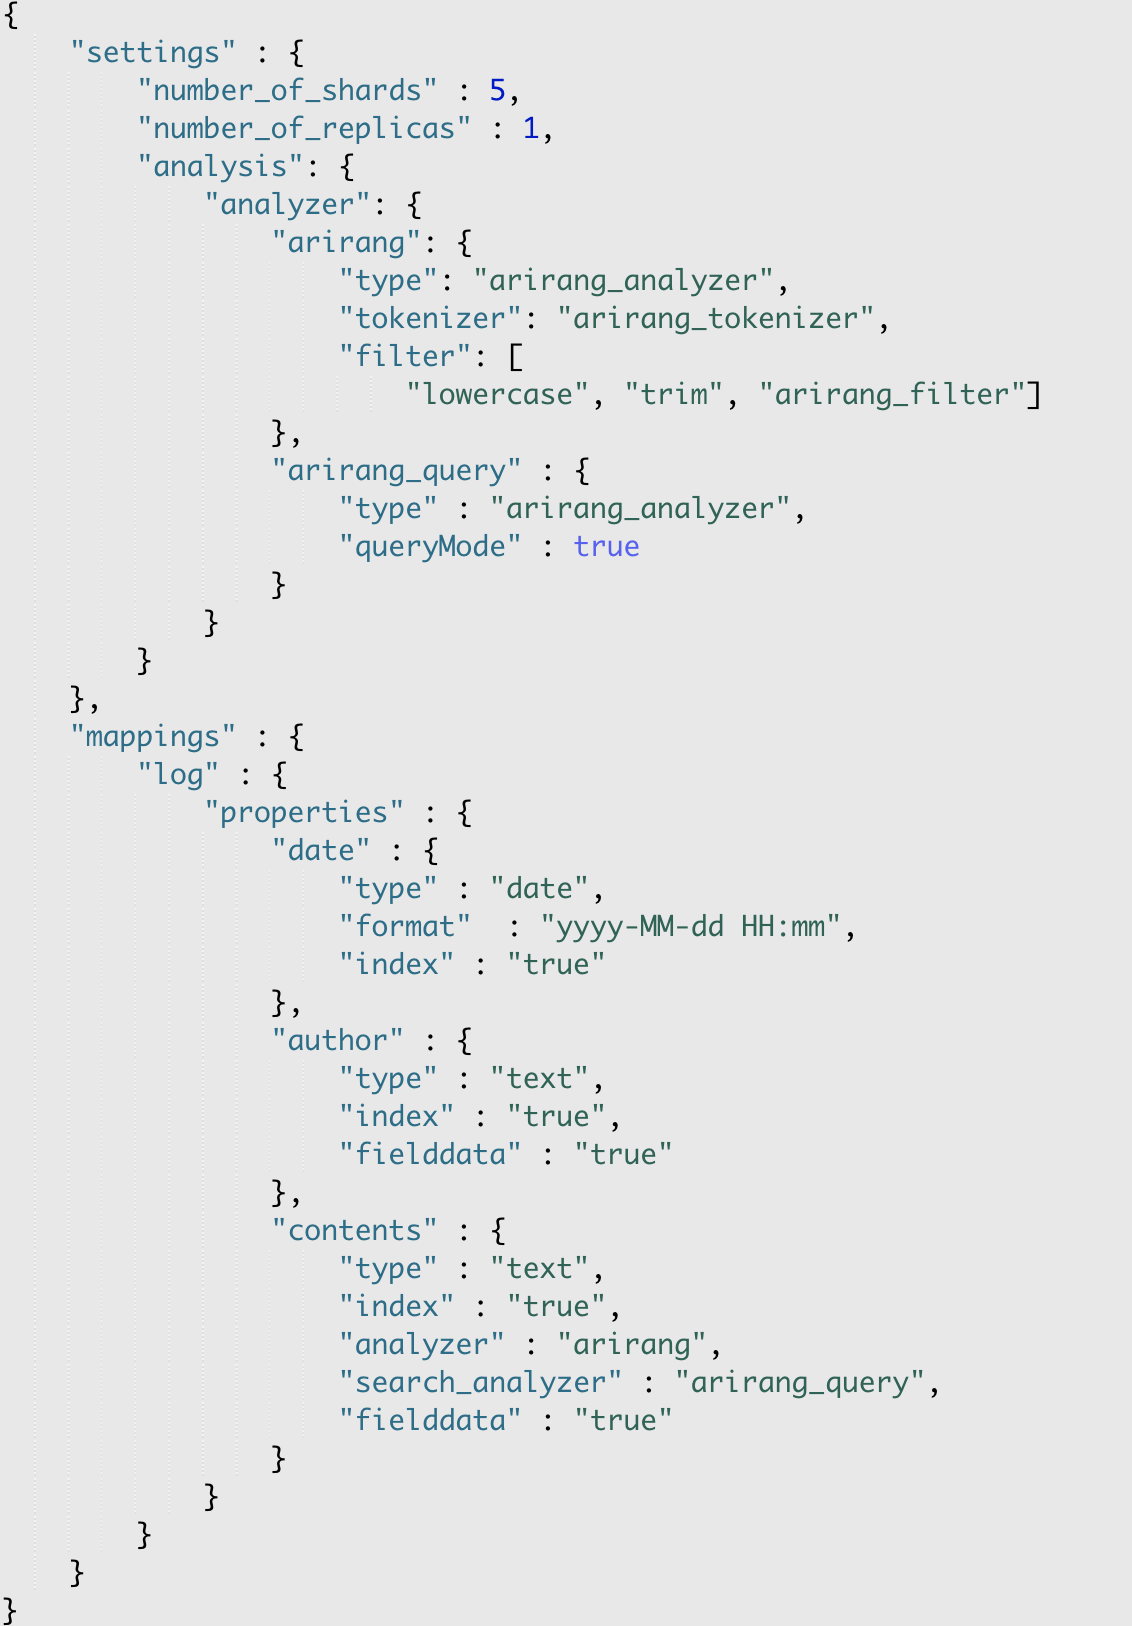 {
    "settings" : {
        "number_of_shards" : 5,
        "number_of_replicas" : 1,
        "analysis": {
            "analyzer": {
                "arirang": {
                    "type": "arirang_analyzer",
                    "tokenizer": "arirang_tokenizer",
                    "filter": [
                        "lowercase", "trim", "arirang_filter"]
                },
                "arirang_query" : {
                    "type" : "arirang_analyzer",
                    "queryMode" : true
                }
            }
        }
    },
    "mappings" : {
        "log" : {
            "properties" : {
                "date" : {
                    "type" : "date",
                    "format"  : "yyyy-MM-dd HH:mm",
                    "index" : "true"
                },
                "author" : {
                    "type" : "text",
                    "index" : "true",
                    "fielddata" : "true"
                },
                "contents" : {
                    "type" : "text",
                    "index" : "true",
                    "analyzer" : "arirang",
                    "search_analyzer" : "arirang_query",
                    "fielddata" : "true"
                }
            }
        }
    }
}